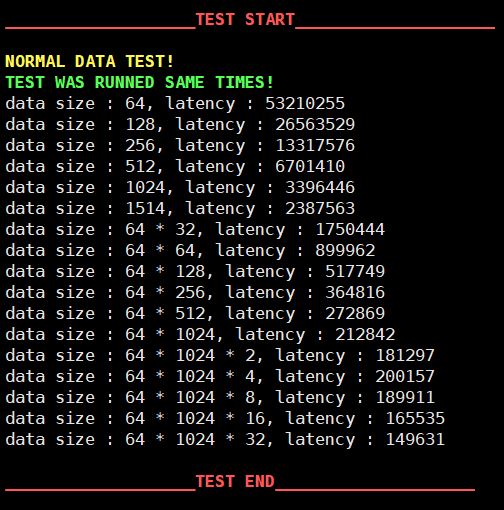 ___________________TEST START____________________
NORMAL DATA TEST!
TEST WAS RUNNED SAME TIMES!
data size : 64, latency : 53210255
data size : 128, latency : 26563529
data size : 256, latency : 13317576
data size : 512, latency : 6701410
data size : 1024, latency : 3396446
data size : 1514, latency : 2387563
data size : 64 * 32, latency : 1750444
data size : 64 * 64, latency : 899962
data size : 64 * 128, latency : 517749
data size : 64 * 256, latency : 364816
data size : 64 * 512, latency : 272869
data size : 64 * 1024, latency : 212842
data size : 64 * 1024 * 2, latency : 181297
data size : 64 * 1024 * 4, latency : 200157
data size : 64 * 1024 * 8, latency : 189911
data size : 64 * 1024 * 16, latency : 165535
data size : 64 * 1024 * 32, latency : 149631
___________________TEST END____________________